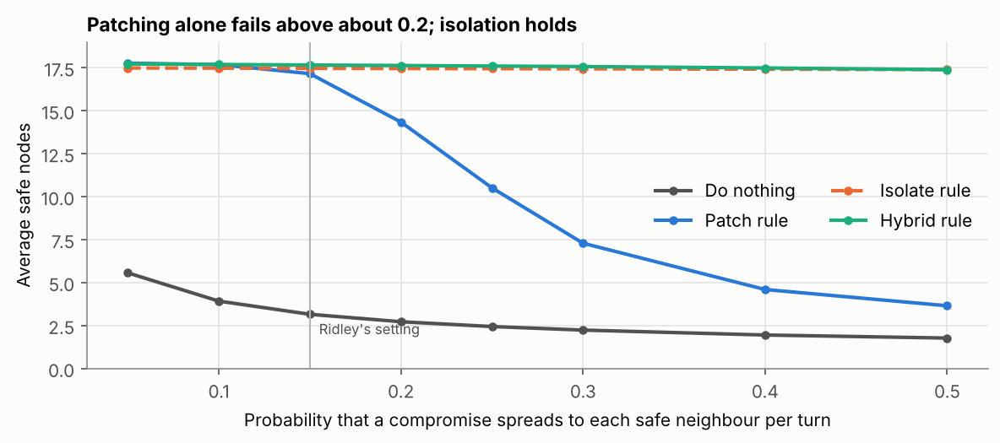 Patching alone fails above about 0.2; isolation holds
Average safe nodes
17.5
15.0
12.5
10.0
7.5
5.0
2.5
0.0
Do nothing
Isolate rule
Patch rule
Hybrid rule
Ridley's setting
0.1
0.2
0.3
0.4
0.5
Probability that a compromise spreads to each safe neighbour per turn